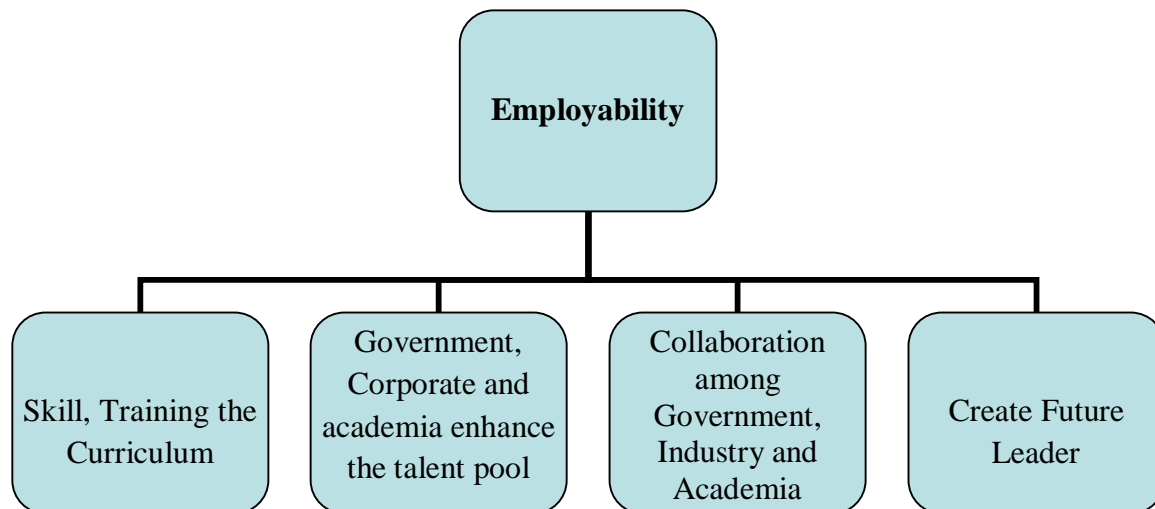 Employability
Skill, Training the
Curriculum
Government,
Corporate and
academia enhance
the talent pool
Collaboration
among
Government,
Industry and
Academia
Create Future
Leader